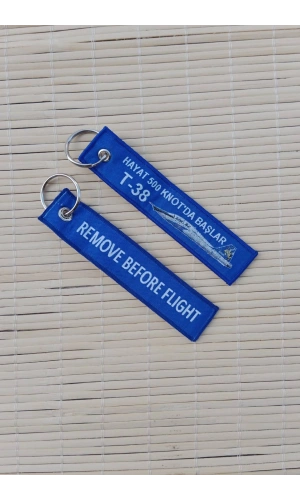 HAYAT 500 KNOT'DA BAŞLAR
T-38
REMOVE BEFORE FLIGHT